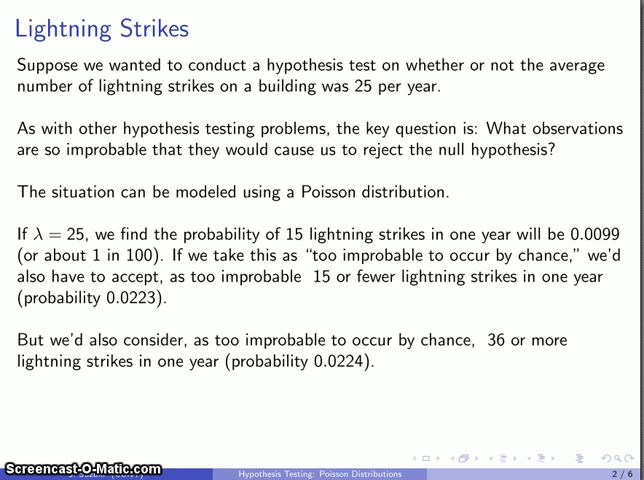 Lightning Strikes
Suppose we wanted to conduct a hypothesis test on whether or not the average
number of lightning strikes on a building was 25 per year.
As with other hypothesis testing problems, the key question is: What observations
are so improbable that they would cause us to reject the null hypothesis?
The situation can be modeled using a Poisson distribution.
If λ = 25, we find the probability of 15 lightning strikes in one year will be 0.0099
(or about 1 in 100). If we take this as “too improbable to occur by chance,” we’d
also have to accept, as too improbable 15 or fewer lightning strikes in one year
(probability 0.0223).
But we’d also consider, as too improbable to occur by chance, 36 or more
lightning strikes in one year (probability 0.0224).
Screencast-O-Matic.com
Hypothesis Testing: Poisson Distributions
2 / 6